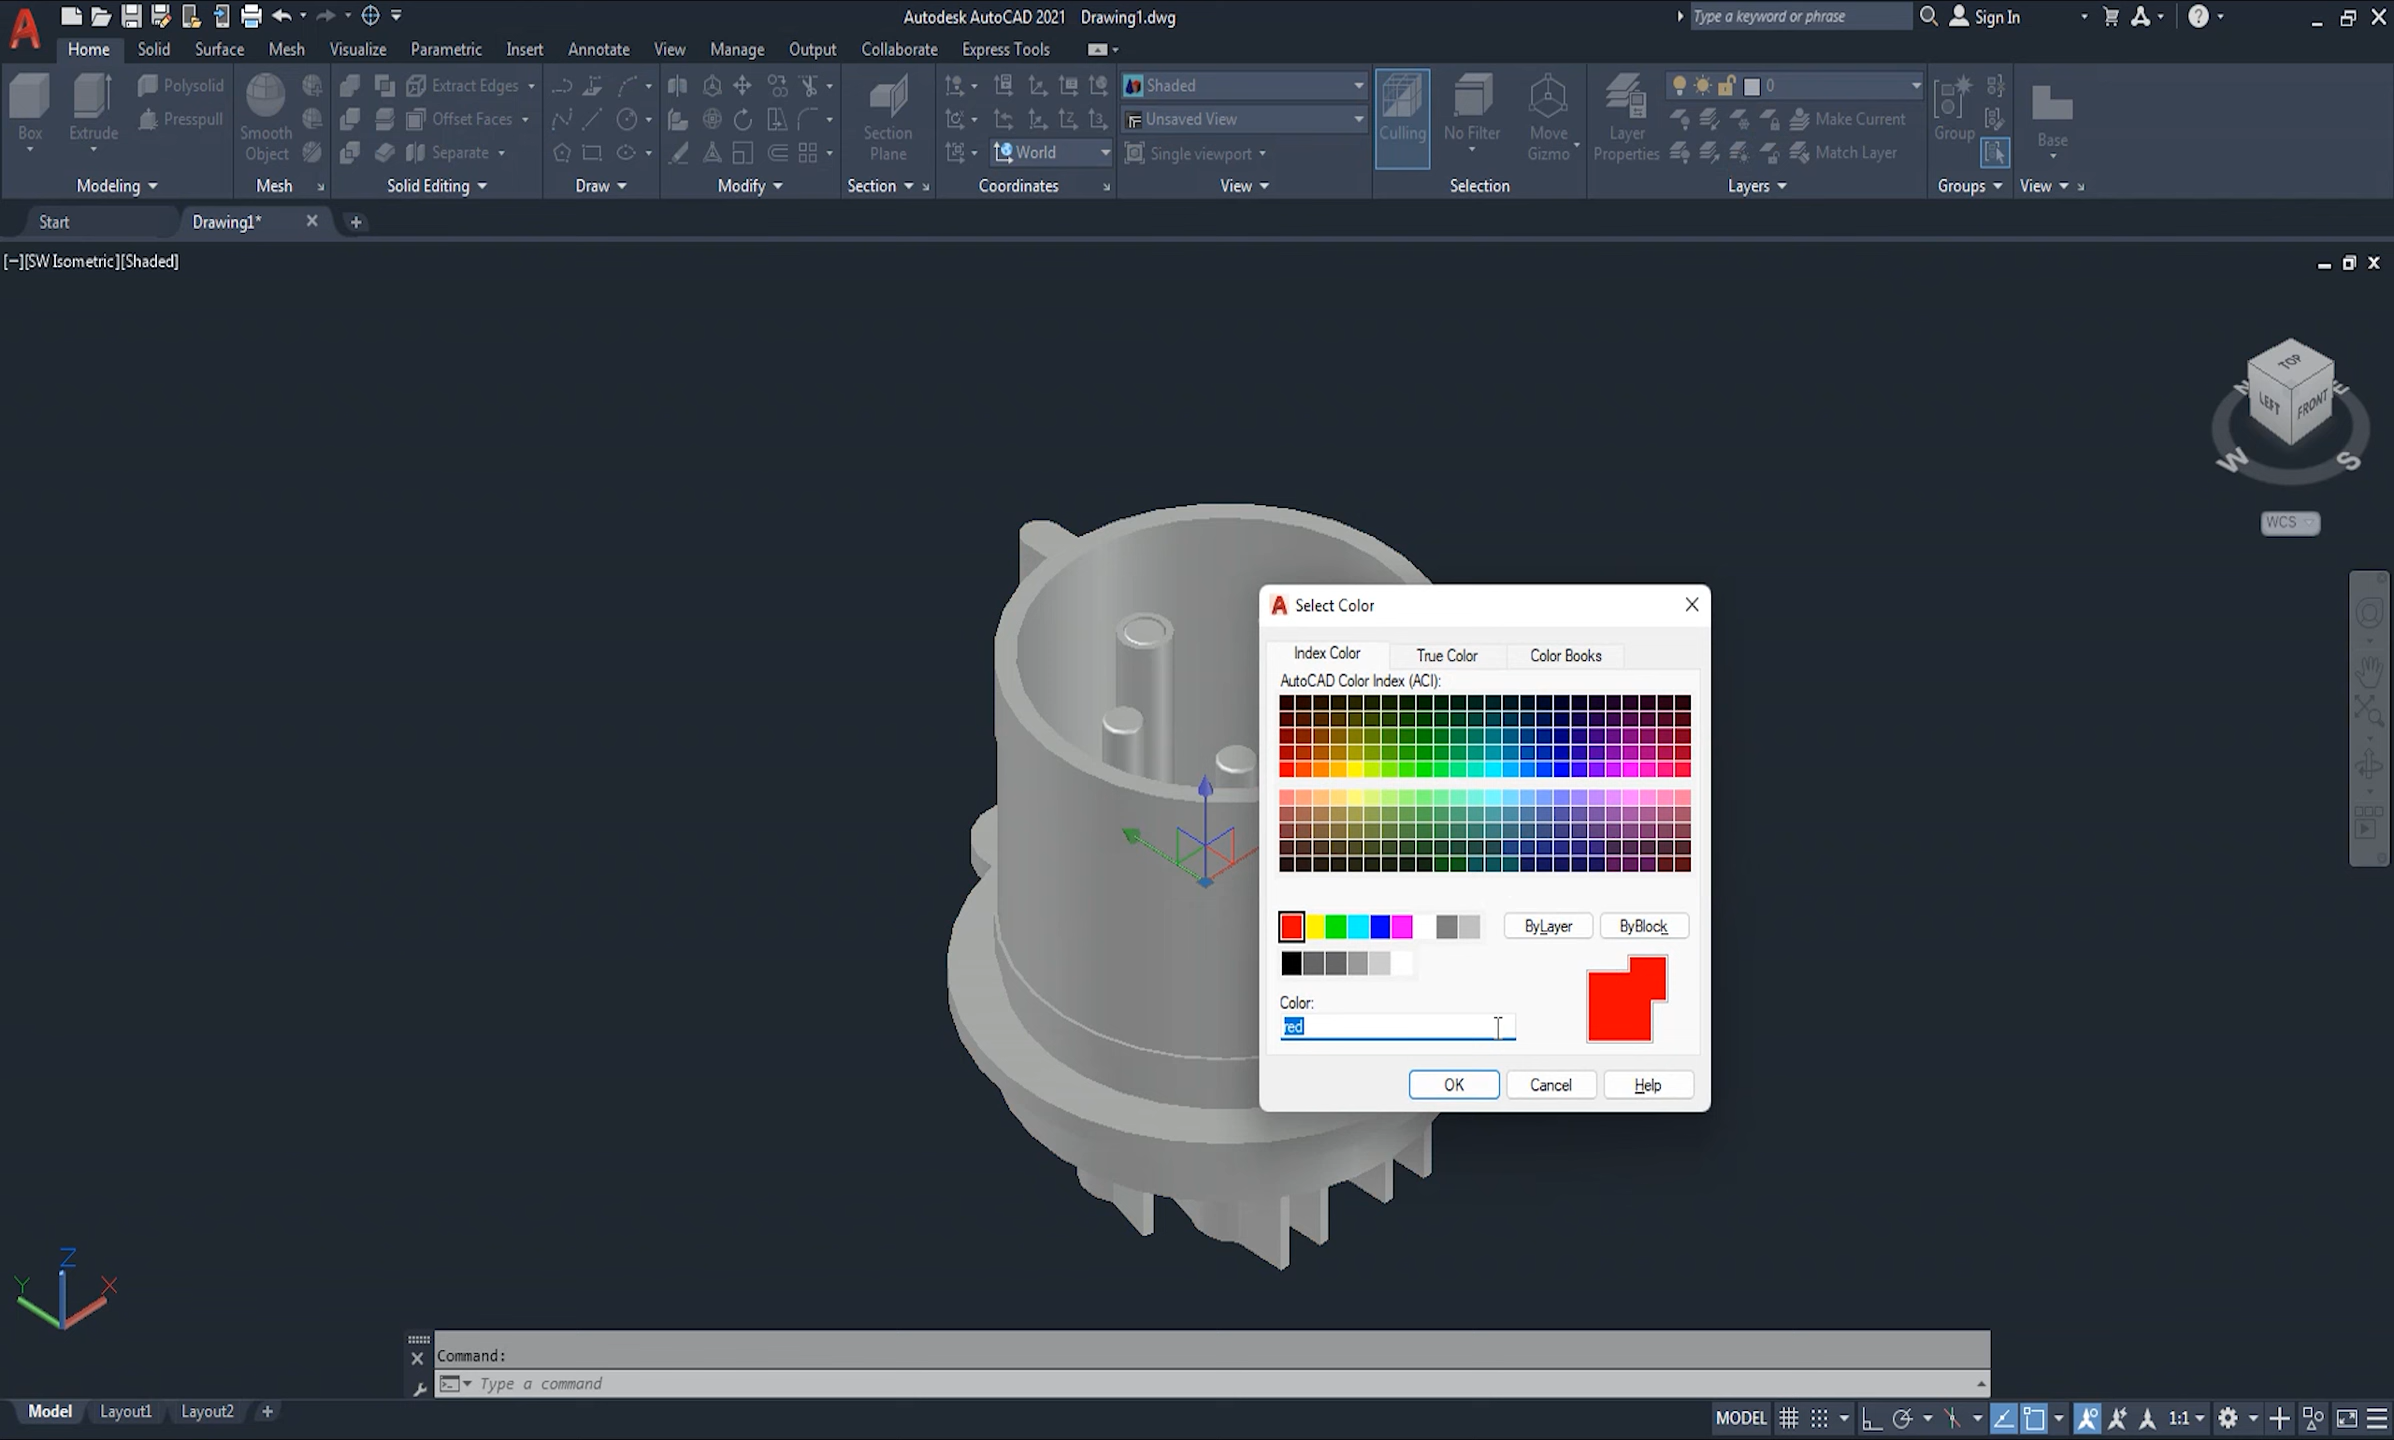 Autodesk AutoCAD 2021 Drawing1.dwg
Type a keyword or phrase
Sign In
Home Solid Surface Mesh Visualize Parametric Insert Annotate View Manage Output Collaborate Express Tools
Box
Extrude
Polysolid
Presspull
Smooth Object
Extract Edges
Offset Faces
Separate
Section Plane
World
Shaded
Unsaved View
Single viewport
Culling
No Filter
Move Gizmo
Layer Properties
0
Make Current
Match Layer
Group
Base
Modeling Mesh Solid Editing Draw Modify Section Coordinates View Selection Layers Groups View
Start Drawing1* +
[−][SW Isometric][Shaded]
TOP
LEFT
FRONT
N
E
W
S
WCS
Select Color
Index Color True Color Color Books
AutoCAD Color Index (ACI):
ByLayer ByBlock
Color:
red
OK Cancel Help
Z
Y
X
Command:
Type a command
Model Layout1 Layout2 +
MODEL 1:1